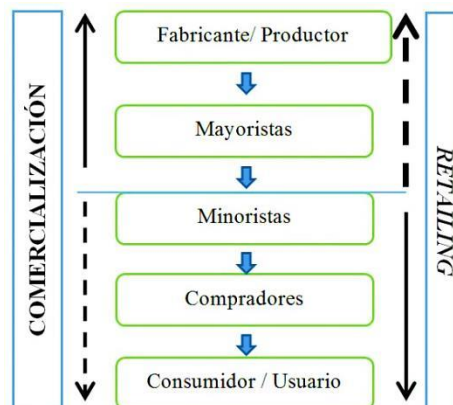 Fabricante/ Productor
Mayoristas
Minoristas
Compradores
Consumidor / Usuario
COMERCIALIZACIÓN
RETAILING